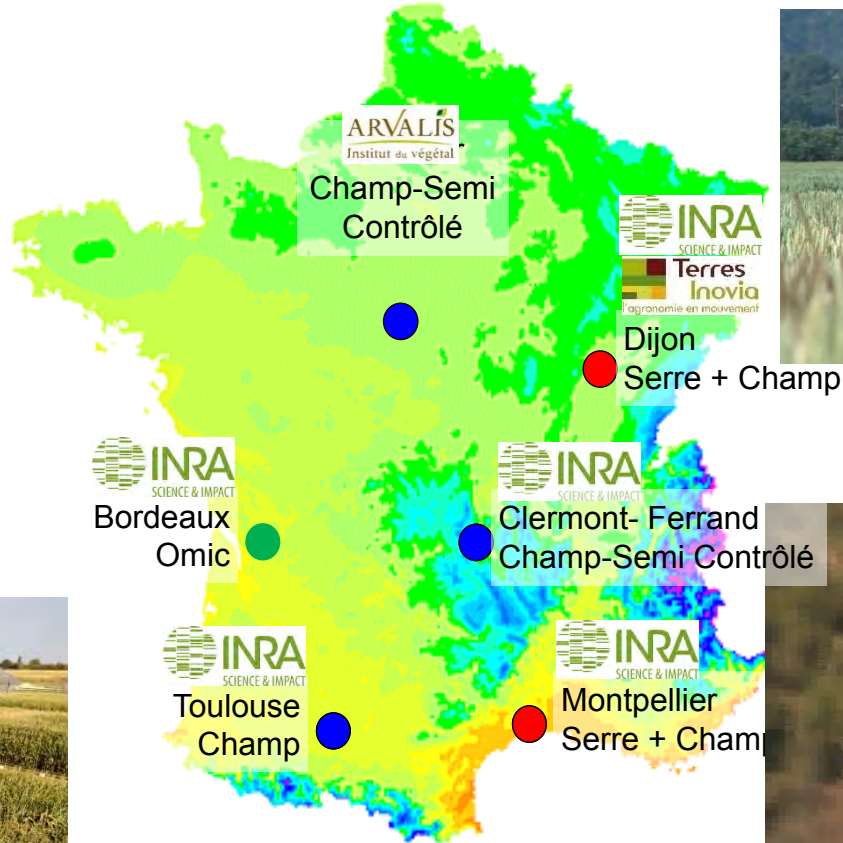 ARVALIS
Institut du végétal
Champ-Semi
Contrôlé
INRA
SCIENCE & IMPACT
Terres
Inovia
l'agronomie en mouvement
Dijon
Serre + Champ
INRA
SCIENCE & IMPACT
Bordeaux
Omic
INRA
SCIENCE & IMPACT
Clermont- Ferrand
Champ-Semi Contrôlé
INRA
SCIENCE & IMPACT
Toulouse
Champ
INRA
SCIENCE & IMPACT
Montpellier
Serre + Champ